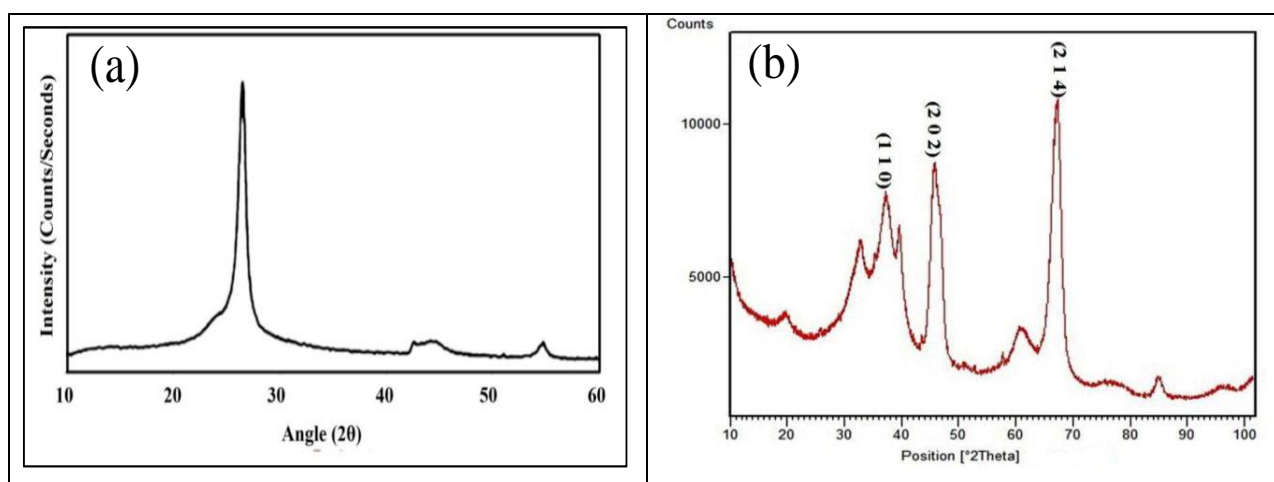 (a)
Intensity (Counts/Seconds)
10 20 30 40 50 60
Angle (2θ)
Counts
(b)
10000
5000
(1 1 0)
(2 0 2)
(2 1 4)
10 20 30 40 50 60 70 80 90 100
Position [°2Theta]